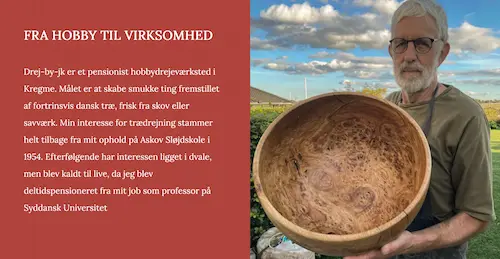 FRA HOBBY TIL VIRKSOMHED
Drej-by-jk er et pensionist hobbydrejeværksted i
Kregme. Målet er at skabe smukke ting fremstillet
af fortrinsvis dansk træ, frisk fra skov eller
savværk. Min interesse for trædrejning stammer
helt tilbage fra mit ophold på Askov Sløjdskole i
1954. Efterfølgende har interessen ligget i dvale,
men blev kaldt til live, da jeg blev
deltidspensioneret fra mit job som professor på
Syddansk Universitet